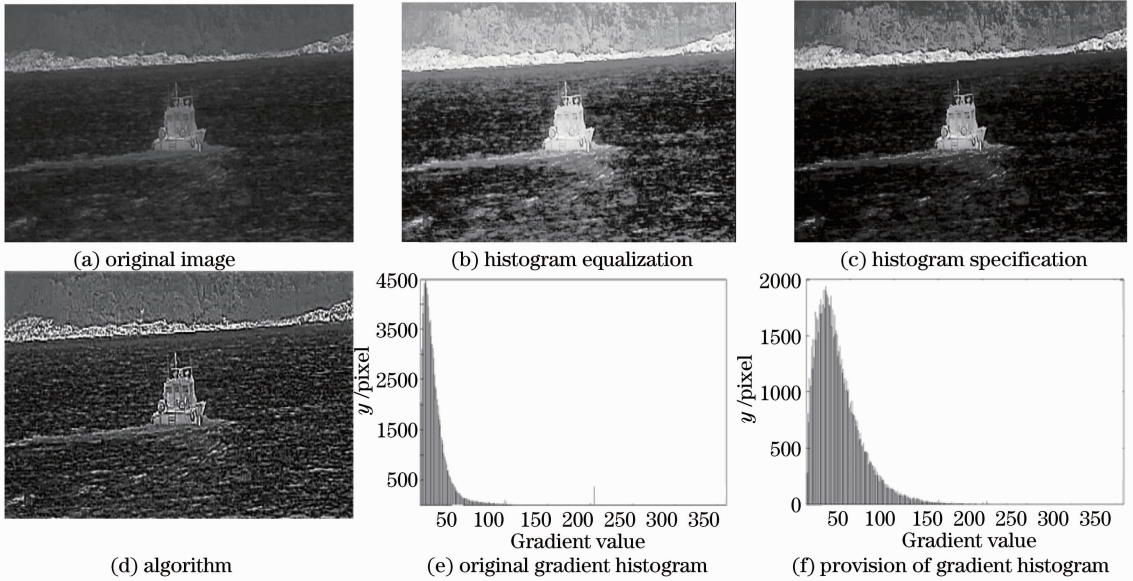 (a) original image
(b) histogram equalization
(c) histogram specification
4500
3500
2500
1500
500
y/pixel
50 100 150 200 250 300 350
Gradient value
2000
1500
1000
500
0
y/pixel
50 100 150 200 250 300 350
Gradient value
(d) algorithm
(e) original gradient histogram
(f) provision of gradient histogram